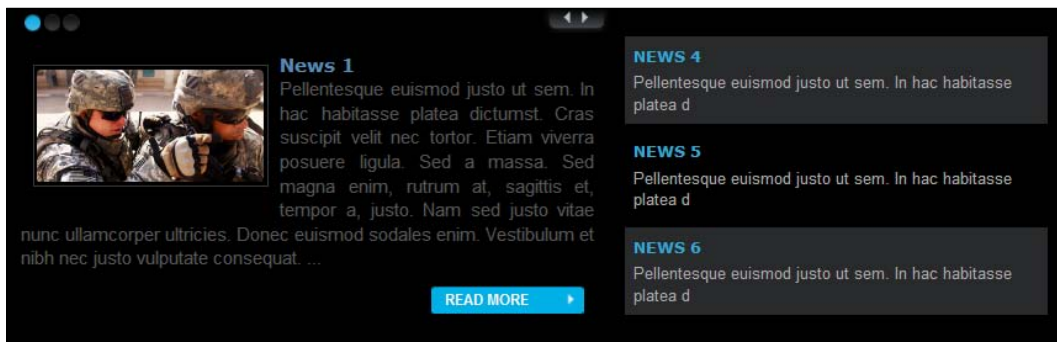 News 1
Pellentesque euismod justo ut sem. In
hac habitasse platea dictumst. Cras
suscipit velit nec tortor. Etiam viverra
posuere ligula. Sed a massa. Sed
magna enim, rutrum at, sagittis et,
tempor a, justo. Nam sed justo vitae
nunc ullamcorper ultricies. Donec euismod sodales enim. Vestibulum et
nibh nec justo vulputate consequat. ...
READ MORE
NEWS 4
Pellentesque euismod justo ut sem. In hac habitasse
platea d
NEWS 5
Pellentesque euismod justo ut sem. In hac habitasse
platea d
NEWS 6
Pellentesque euismod justo ut sem. In hac habitasse
platea d